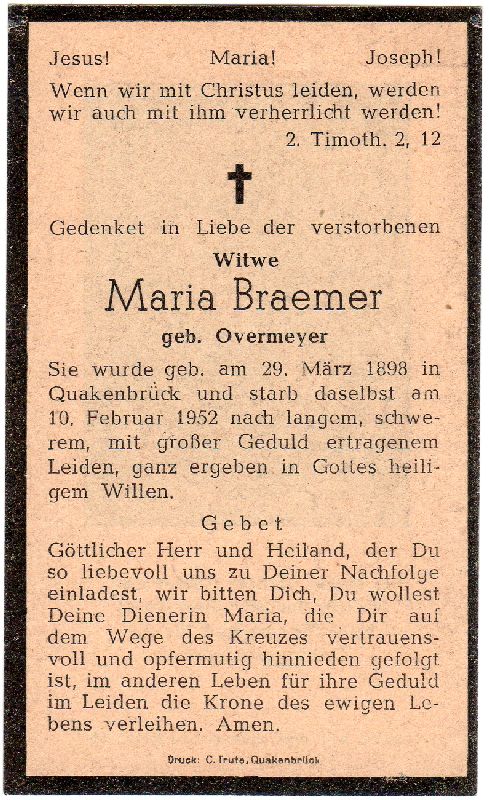 Jesus! Maria! Joseph!
Wenn wir mit Christus leiden, werden
wir auch mit ihm verherrlicht werden!
2. Timoth. 2, 12
Gedenket in Liebe der verstorbenen
Witwe
Maria Braemer
geb. Overmeyer
Sie wurde geb. am 29. März 1898 in
Quakenbrück und starb daselbst am
10. Februar 1952 nach langem, schwe-
rem, mit großer Geduld ertragenem
Leiden, ganz ergeben in Gottes heili-
gem Willen.
Gebet
Göttlicher Herr und Heiland, der Du
so liebevoll uns zu Deiner Nachfolge
einladest, wir bitten Dich, Du wollest
Deine Dienerin Maria, die Dir auf
dem Wege des Kreuzes vertrauens-
voll und opfermutig hinnieden gefolgt
ist, im anderen Leben für ihre Geduld
im Leiden die Krone des ewigen Le-
bens verleihen. Amen.
Druck: C. Trute, Quakenbrück